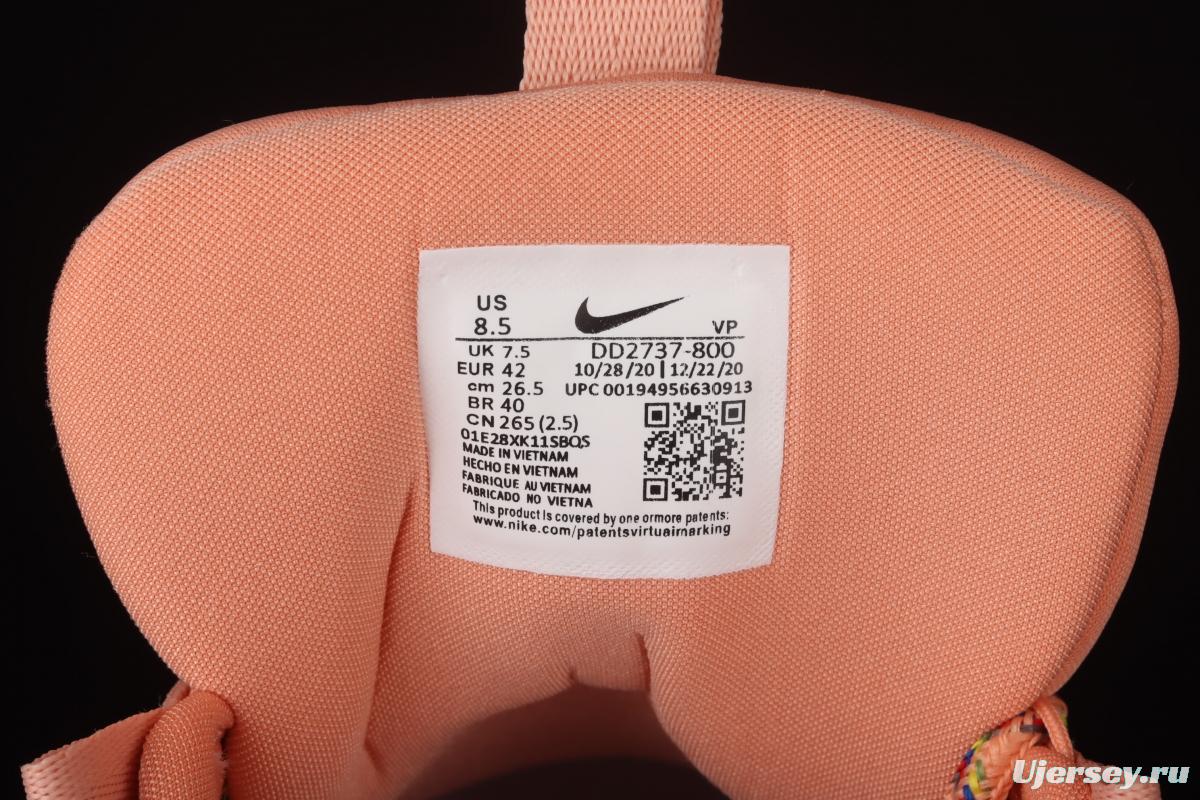 US
8.5
VP
UK 7.5
DD2737-800
EUR 42
10/28/20 | 12/22/20
cm 26.5
UPC 00194956630913
BR 40
CN 265 (2.5)
01E28XK11SBQS
MADE IN VIETNAM
HECHO EN VIETNAM
FABRIQUE AU VIETNAM
FABRICADO NO VIETNA
This product is covered by one ormore patents:
www.nike.com/patentsvirtuaimarking
Ujersey.ru